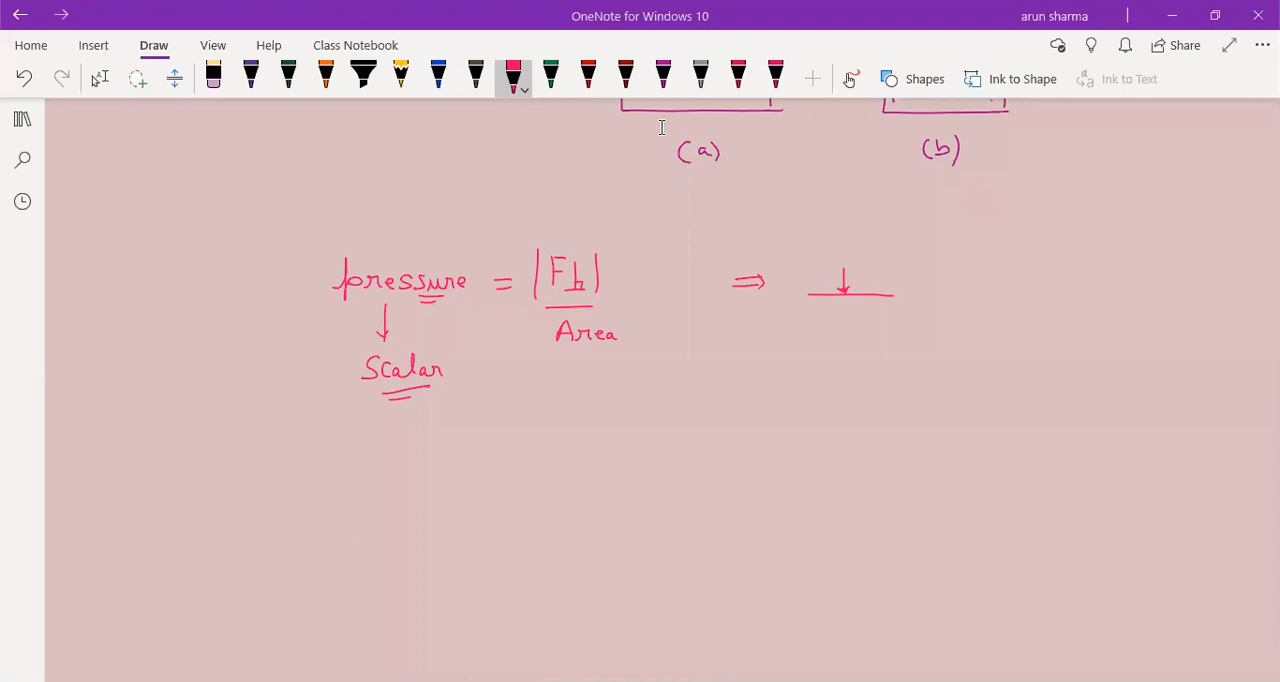 OneNote for Windows 10
arun sharma
Home Insert Draw View Help Class Notebook Share
Shapes Ink to Shape Ink to Text
(a) (b)
pressure = |F⊥| ⇒
Area
↓
Scalar